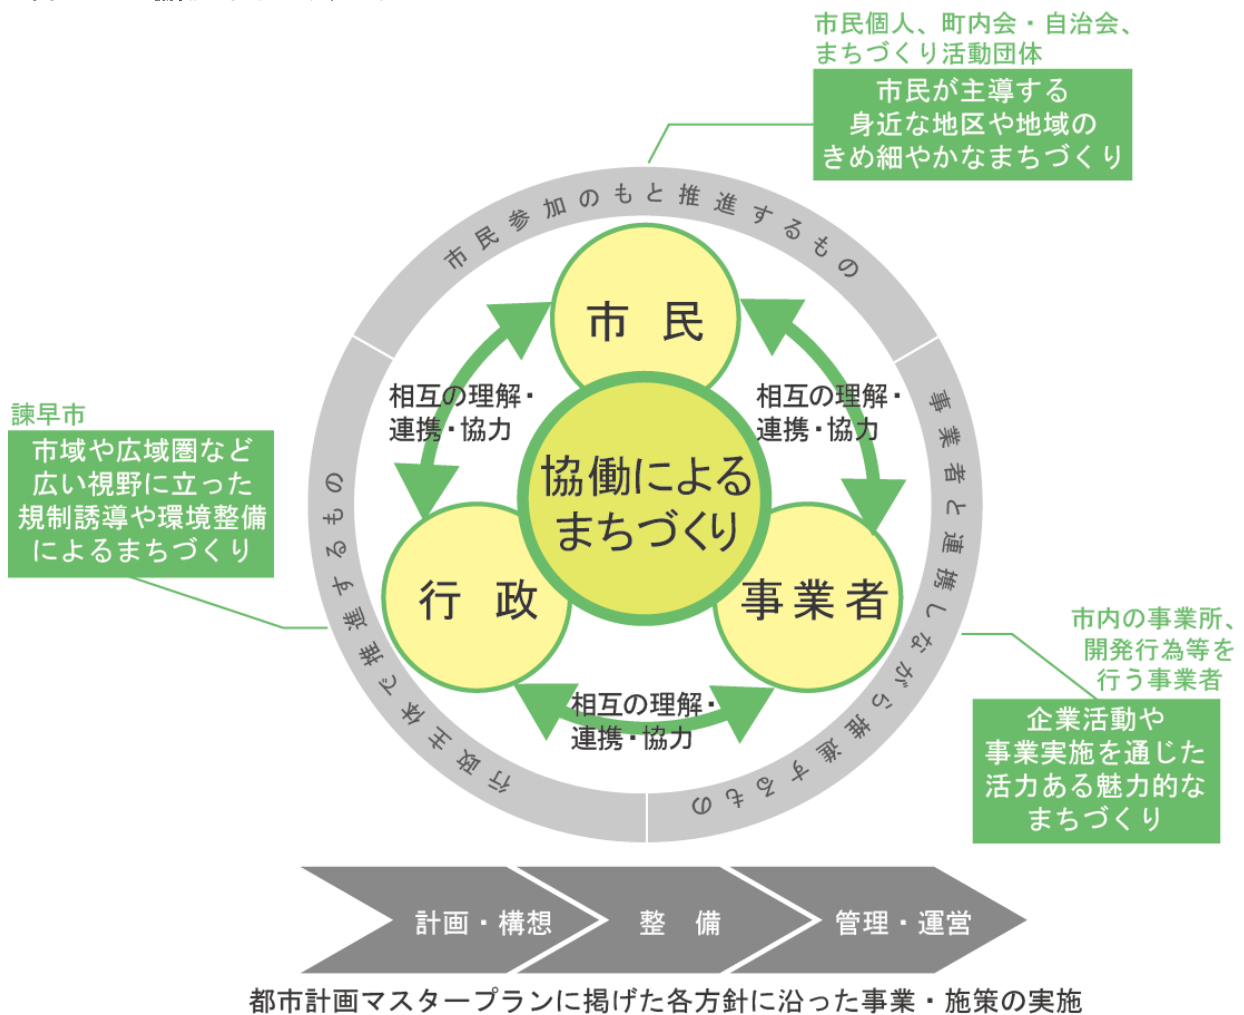 市民個人、町内会・自治会、
まちづくり活動団体
市民が主導する
身近な地区や地域の
きめ細やかなまちづくり
市民参加のもと推進するもの
市民
相互の理解・
連携・協力
相互の理解・
連携・協力
諫早市
市域や広域圏など
広い視野に立った
規制誘導や環境整備
によるまちづくり
協働による
まちづくり
事業者と連携しながら推進するもの
行政主体で推進するもの
行政
事業者
市内の事業所、
開発行為等を
行う事業者
企業活動や
事業実施を通じた
活力ある魅力的な
まちづくり
相互の理解・
連携・協力
計画・構想
整備
管理・運営
都市計画マスタープランに掲げた各方針に沿った事業・施策の実施